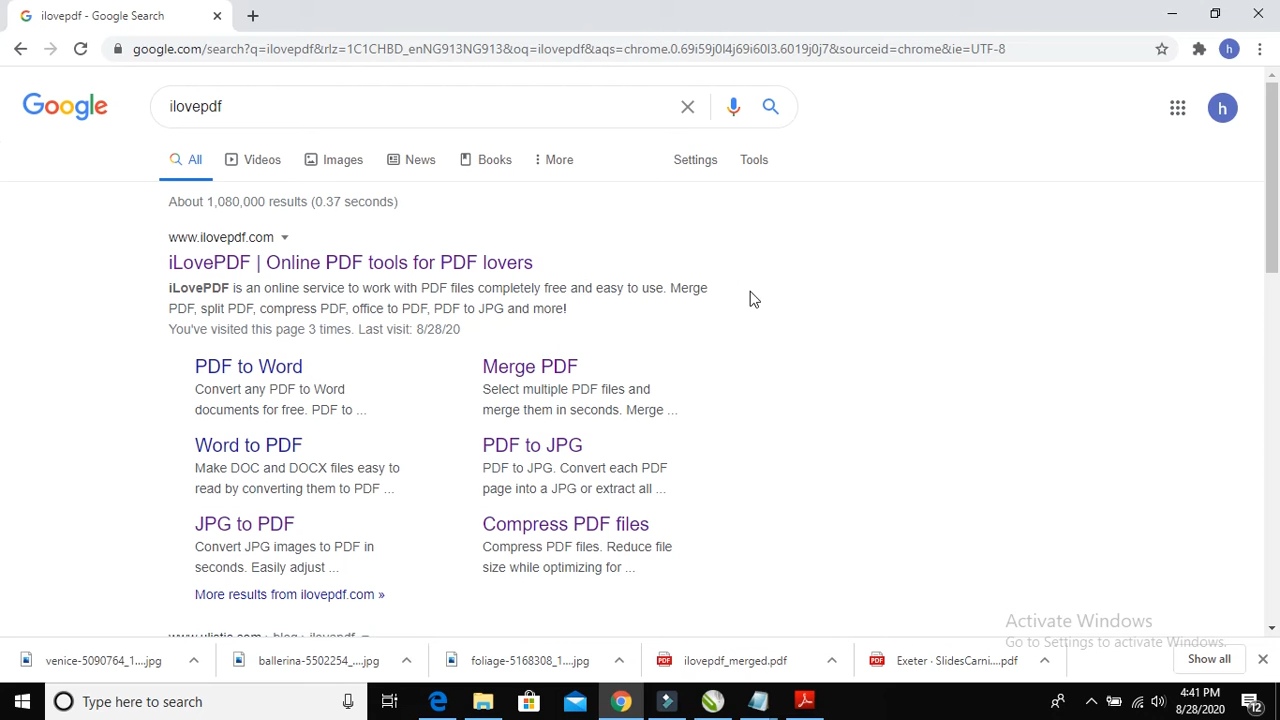 ilovepdf - Google Search
google.com/search?q=ilovepdf&rlz=1C1CHBD_enNG913NG913&oq=ilovepdf&aqs=chrome.0.69i59j0l4j69i60l3.6019j0j7&sourceid=chrome&ie=UTF-8
h
Google
ilovepdf
h
All
Videos
Images
News
Books
More
Settings
Tools
About 1,080,000 results (0.37 seconds)
www.ilovepdf.com
iLovePDF | Online PDF tools for PDF lovers
iLovePDF is an online service to work with PDF files completely free and easy to use. Merge
PDF, split PDF, compress PDF, office to PDF, PDF to JPG and more!
You've visited this page 3 times. Last visit: 8/28/20
PDF to Word
Convert any PDF to Word
documents for free. PDF to ...
Merge PDF
Select multiple PDF files and
merge them in seconds. Merge ...
Word to PDF
Make DOC and DOCX files easy to
read by converting them to PDF ...
PDF to JPG
PDF to JPG. Convert each PDF
page into a JPG or extract all ...
JPG to PDF
Convert JPG images to PDF in
seconds. Easily adjust ...
Compress PDF files
Compress PDF files. Reduce file
size while optimizing for ...
More results from ilovepdf.com »
Activate Windows
Go to Settings to activate Windows.
venice-5090764_1....jpg
ballerina-5502254_....jpg
foliage-5168308_1....jpg
PDF
ilovepdf_merged.pdf
PDF
Exeter · SlidesCarni....pdf
Show all
Type here to search
4:41 PM
8/28/2020
12